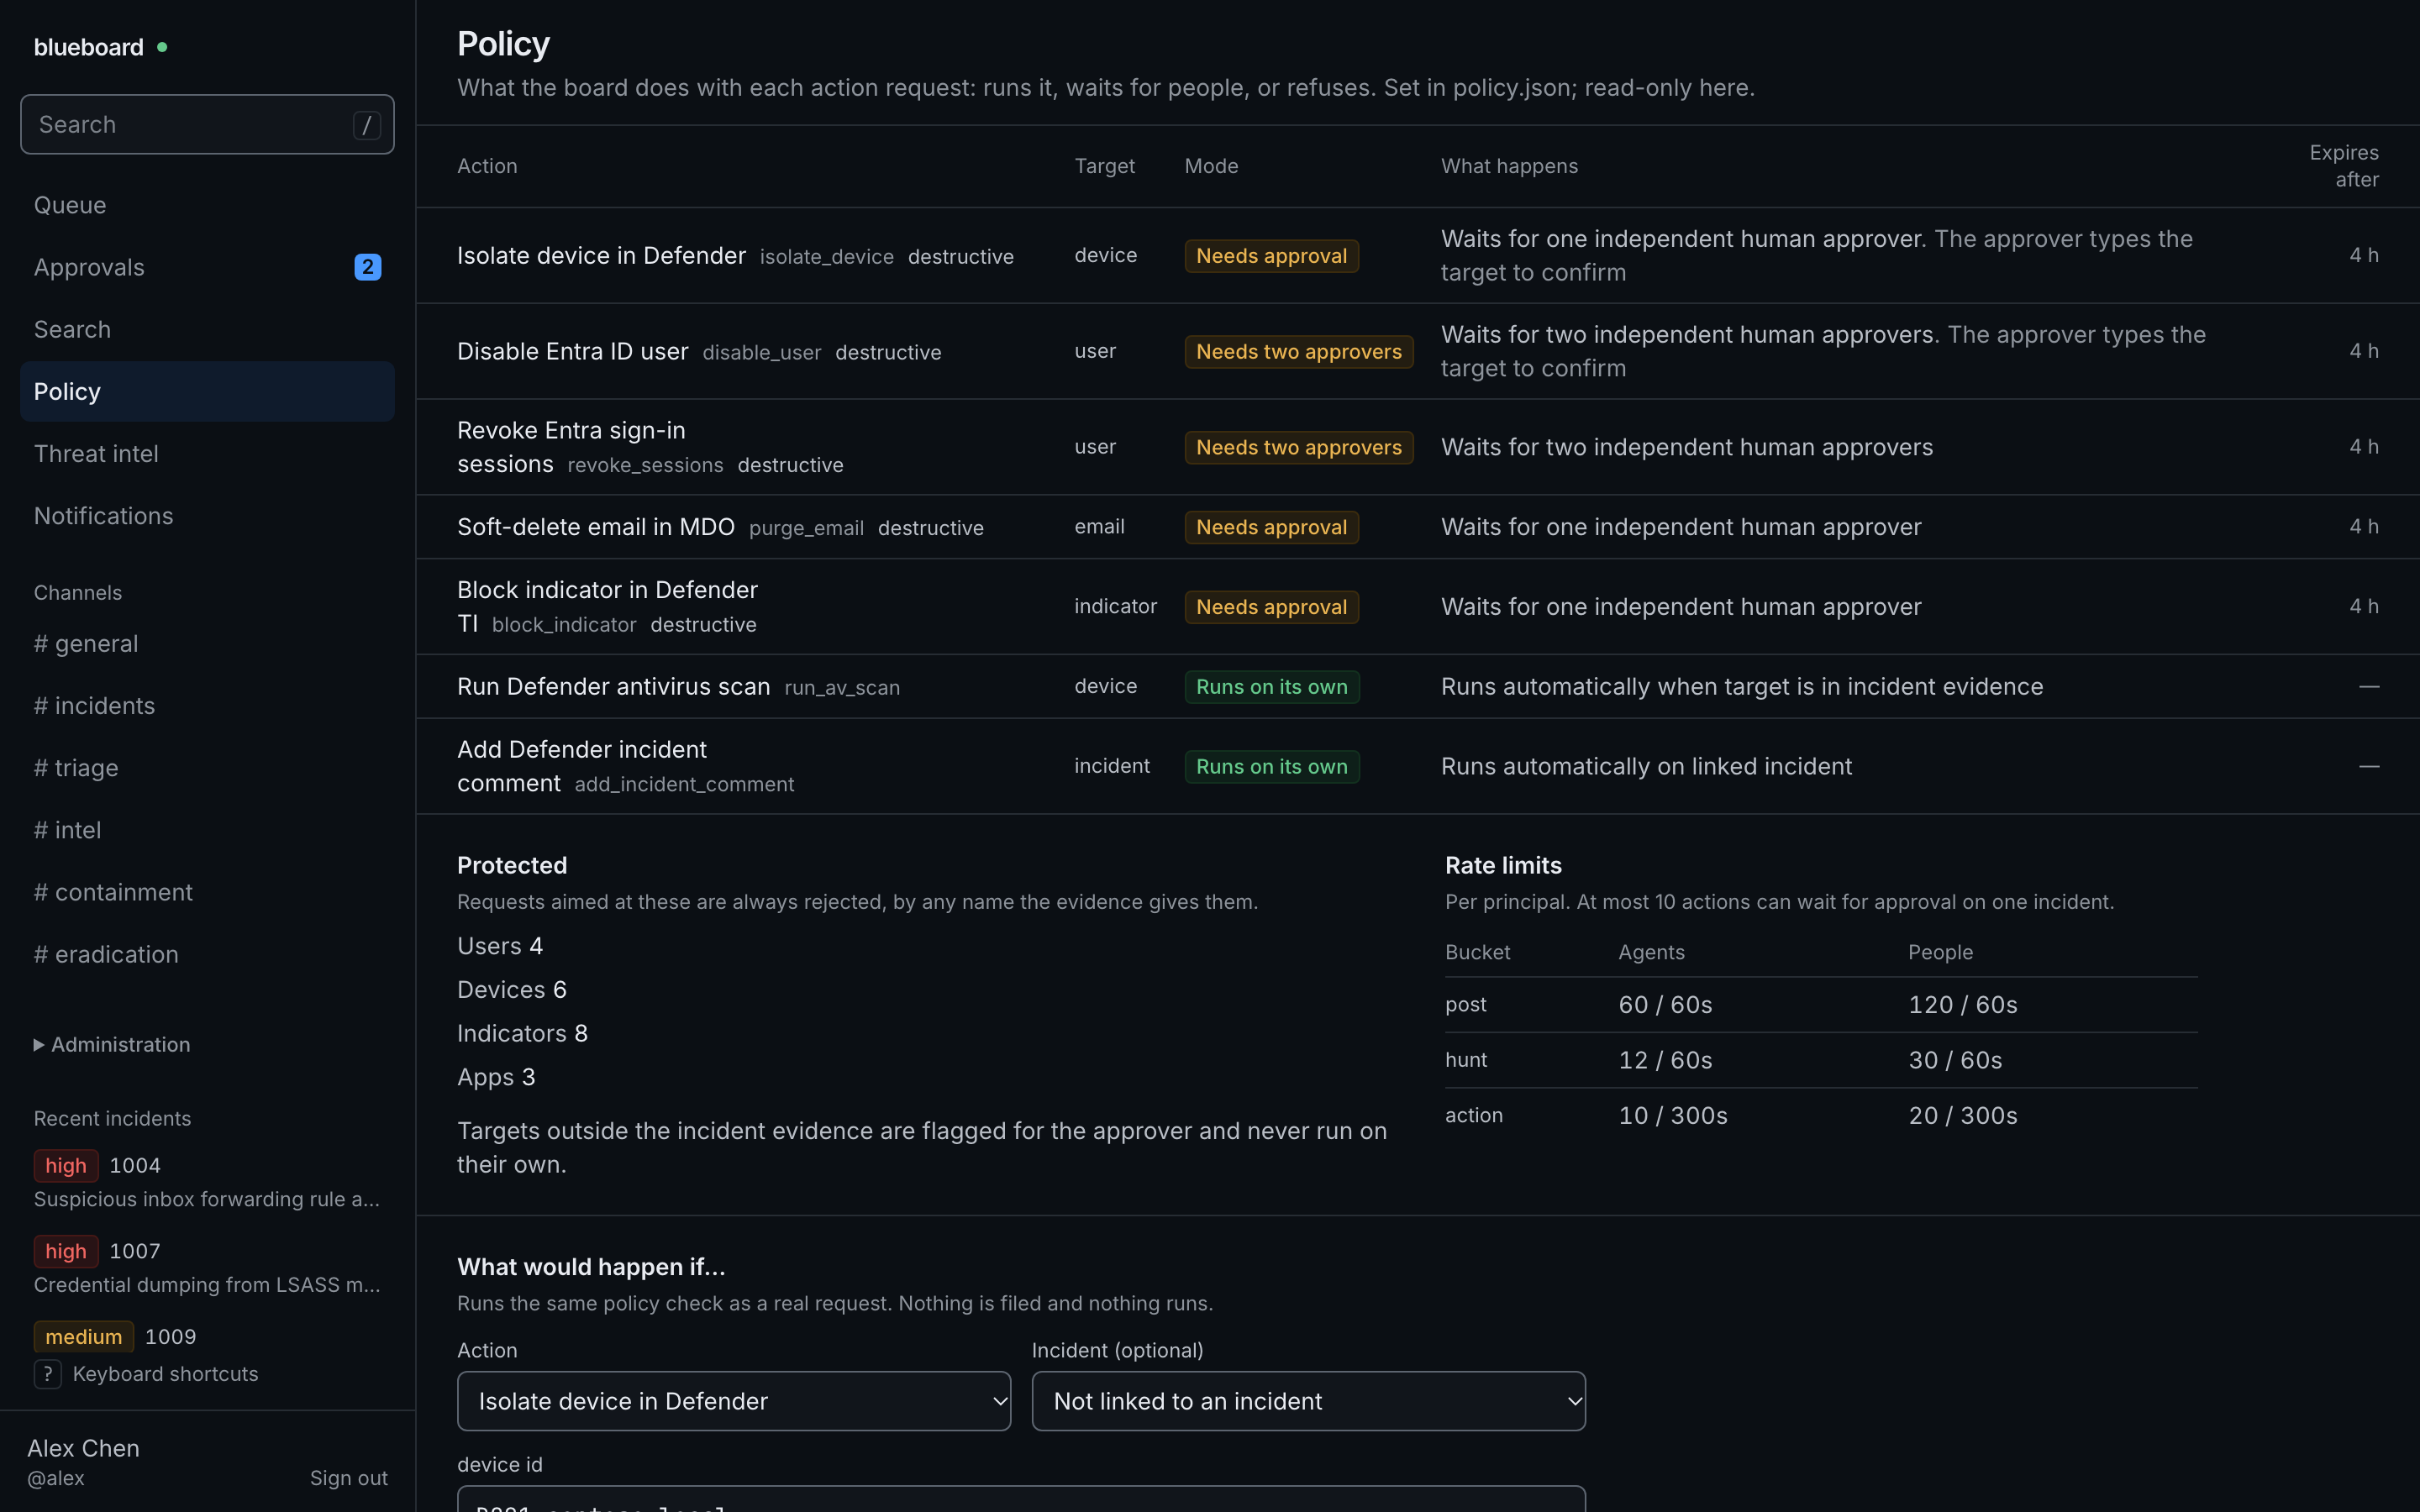 blueboard
Search /
Queue
Approvals 2
Search
Policy
Threat intel
Notifications
Channels
# general
# incidents
# triage
# intel
# containment
# eradication
Administration
Recent incidents
high 1004
Suspicious inbox forwarding rule a...
high 1007
Credential dumping from LSASS m...
medium 1009
? Keyboard shortcuts
Alex Chen
@alex Sign out
Policy
What the board does with each action request: runs it, waits for people, or refuses. Set in policy.json; read-only here.
Action Target Mode What happens Expires
after
Isolate device in Defender isolate_device destructive device Needs approval Waits for one independent human approver. The approver types the
target to confirm 4 h
Disable Entra ID user disable_user destructive user Needs two approvers Waits for two independent human approvers. The approver types the
target to confirm 4 h
Revoke Entra sign-in
sessions revoke_sessions destructive user Needs two approvers Waits for two independent human approvers 4 h
Soft-delete email in MDO purge_email destructive email Needs approval Waits for one independent human approver 4 h
Block indicator in Defender
TI block_indicator destructive indicator Needs approval Waits for one independent human approver 4 h
Run Defender antivirus scan run_av_scan device Runs on its own Runs automatically when target is in incident evidence —
Add Defender incident
comment add_incident_comment incident Runs on its own Runs automatically on linked incident —
Protected
Requests aimed at these are always rejected, by any name the evidence gives them.
Users 4
Devices 6
Indicators 8
Apps 3
Targets outside the incident evidence are flagged for the approver and never run on
their own.
Rate limits
Per principal. At most 10 actions can wait for approval on one incident.
Bucket Agents People
post 60 / 60s 120 / 60s
hunt 12 / 60s 30 / 60s
action 10 / 300s 20 / 300s
What would happen if...
Runs the same policy check as a real request. Nothing is filed and nothing runs.
Action Incident (optional)
Isolate device in Defender Not linked to an incident
device id